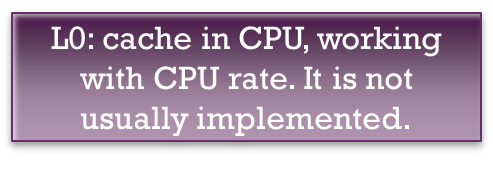 L0: cache in CPU, working
with CPU rate. It is not
usually implemented.